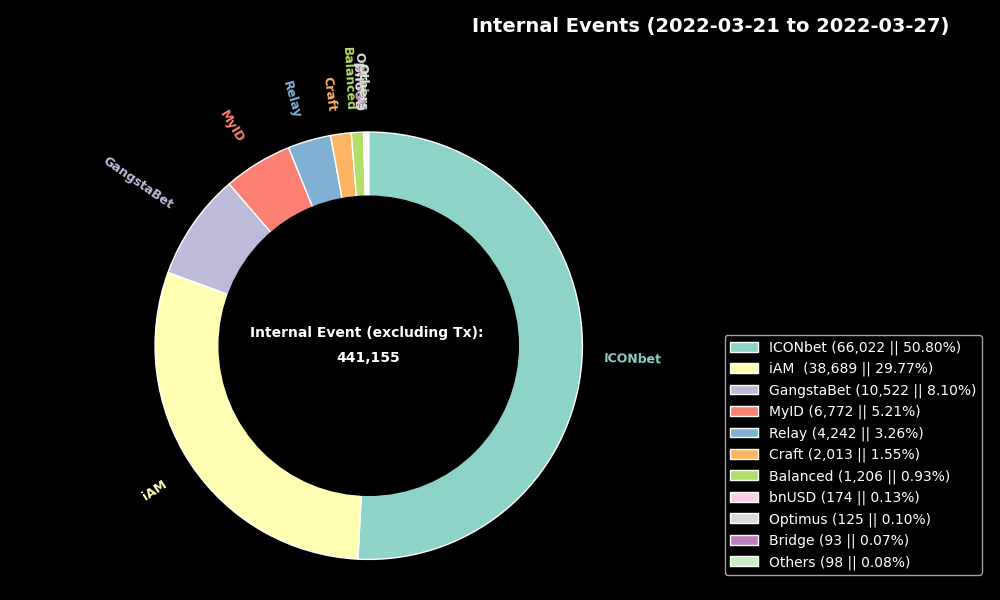 Internal Events (2022-03-21 to 2022-03-27)
Balanced
Craft
Relay
MyID
GangstaBet
Internal Event (excluding Tx):
441,155
ICONbet
iAM
ICONbet (66,022 || 50.80%)
iAM  (38,689 || 29.77%)
GangstaBet (10,522 || 8.10%)
MyID (6,772 || 5.21%)
Relay (4,242 || 3.26%)
Craft (2,013 || 1.55%)
Balanced (1,206 || 0.93%)
bnUSD (174 || 0.13%)
Optimus (125 || 0.10%)
Bridge (93 || 0.07%)
Others (98 || 0.08%)